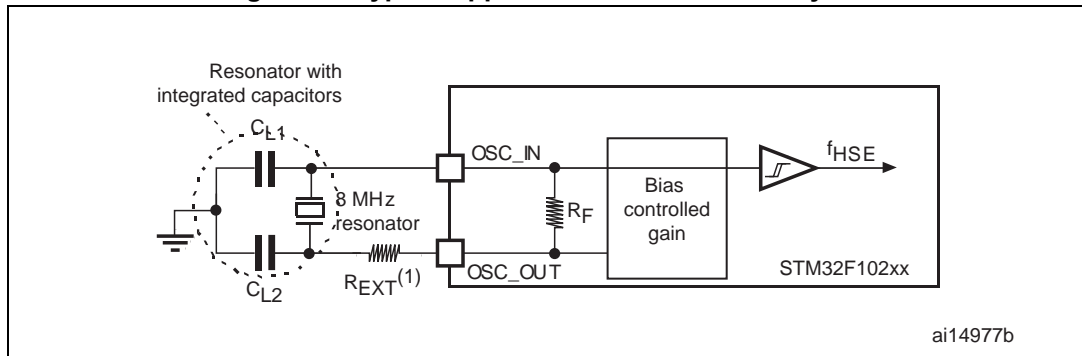 Resonator with
integrated capacitors
CL1
OSC_IN
fHSE
8 MHz
resonator
RF
Bias
controlled
gain
STM32F102xx
REXT(1)
OSC_OUT
CL2
ai14977b